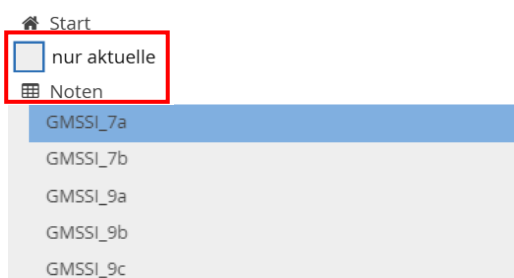 Start
nur aktuelle
Noten
GMSSI_7a
GMSSI_7b
GMSSI_9a
GMSSI_9b
GMSSI_9c